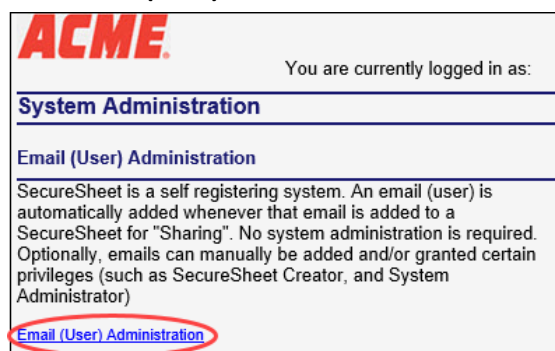 ACME.
You are currently logged in as:
System Administration
Email (User) Administration
SecureSheet is a self registering system. An email (user) is
automatically added whenever that email is added to a
SecureSheet for "Sharing". No system administration is required.
Optionally, emails can manually be added and/or granted certain
privileges (such as SecureSheet Creator, and System
Administrator)
Email (User) Administration